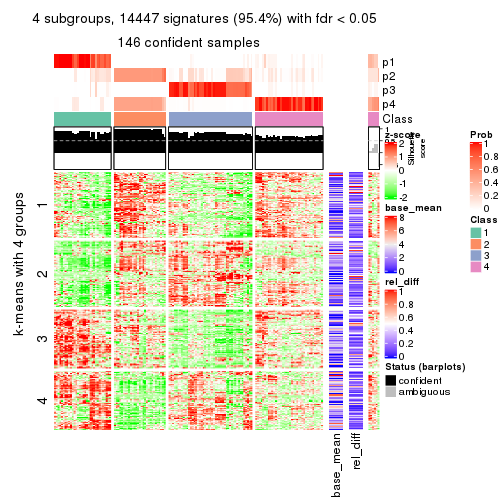 4 subgroups, 14447 signatures (95.4%) with fdr < 0.05
146 confident samples
p1
p2
p3
p4
Class
1
Silhouette
score
z-score
2
1
0
-1
-2
base_mean
8
6
4
2
0
rel_diff
1
0.8
0.6
0.4
0.2
0
Status (barplots)
confident
ambiguous
Prob
1
0.8
0.6
0.4
0.2
0
Class
1
2
3
4
k-means with 4 groups
1
2
3
4
base_mean
rel_diff